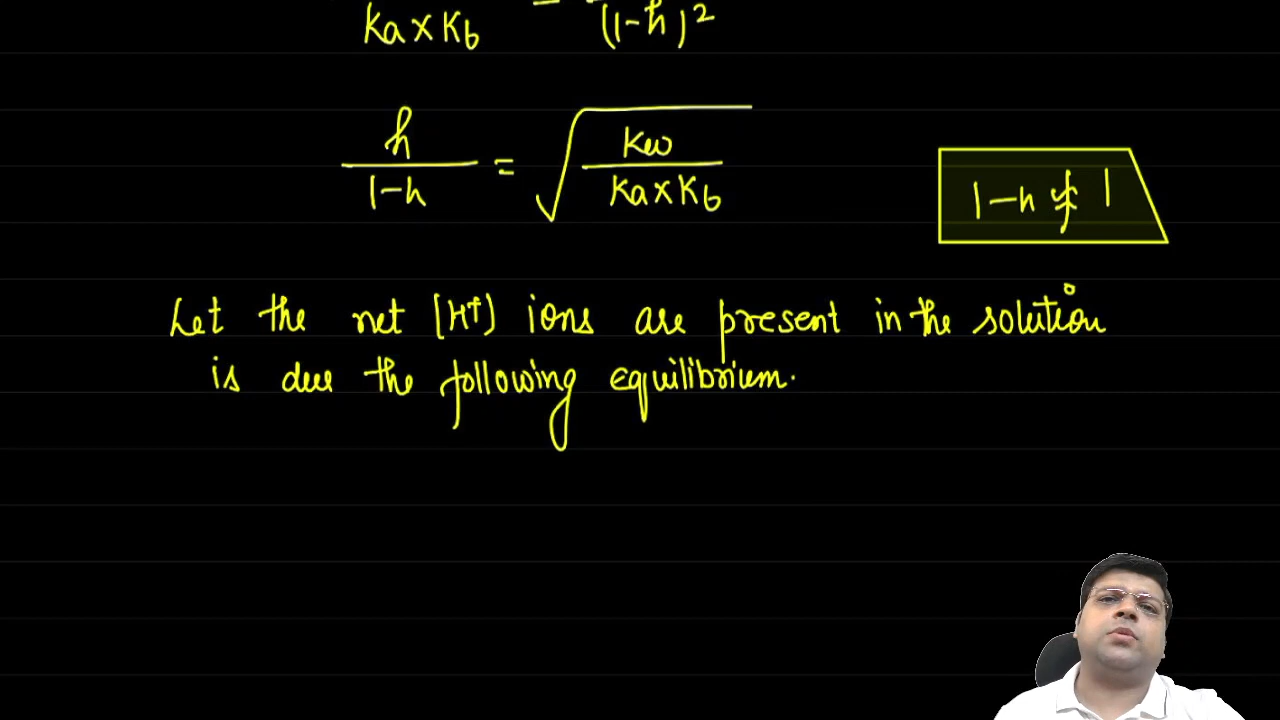 Ka x Kb = (1-h)²
h / 1-h = √ Kw / Ka x Kb
1-h ≄ 1
Let the net [H⁺] ions are present in the solution
is due the following equilibrium.